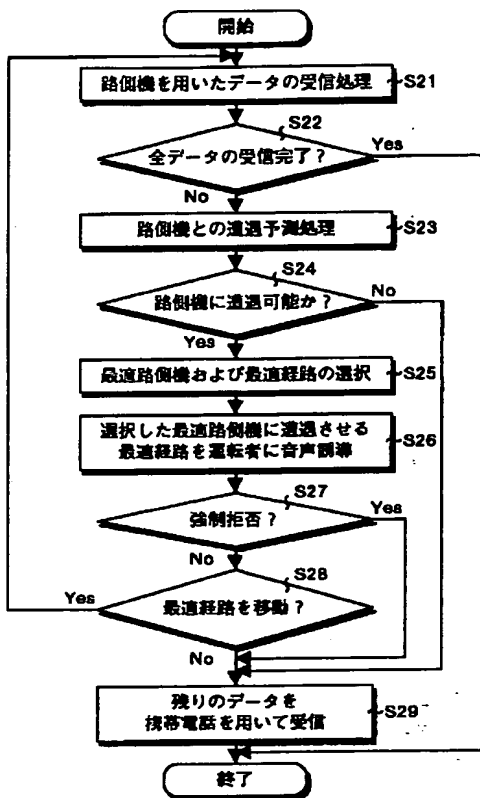 開始
路側機を用いたデータの受信処理
S21
S22
全データの受信完了？
Yes
No
路側機との遭遇予測処理
S23
S24
路側機に遭遇可能か？
No
Yes
最適路側機および最適経路の選択
S25
選択した最適路側機に遭遇させる
最適経路を運転者に音声誘導
S26
S27
強制拒否？
Yes
No
S28
Yes
最適経路を移動？
No
残りのデータを
携帯電話を用いて受信
S29
終了